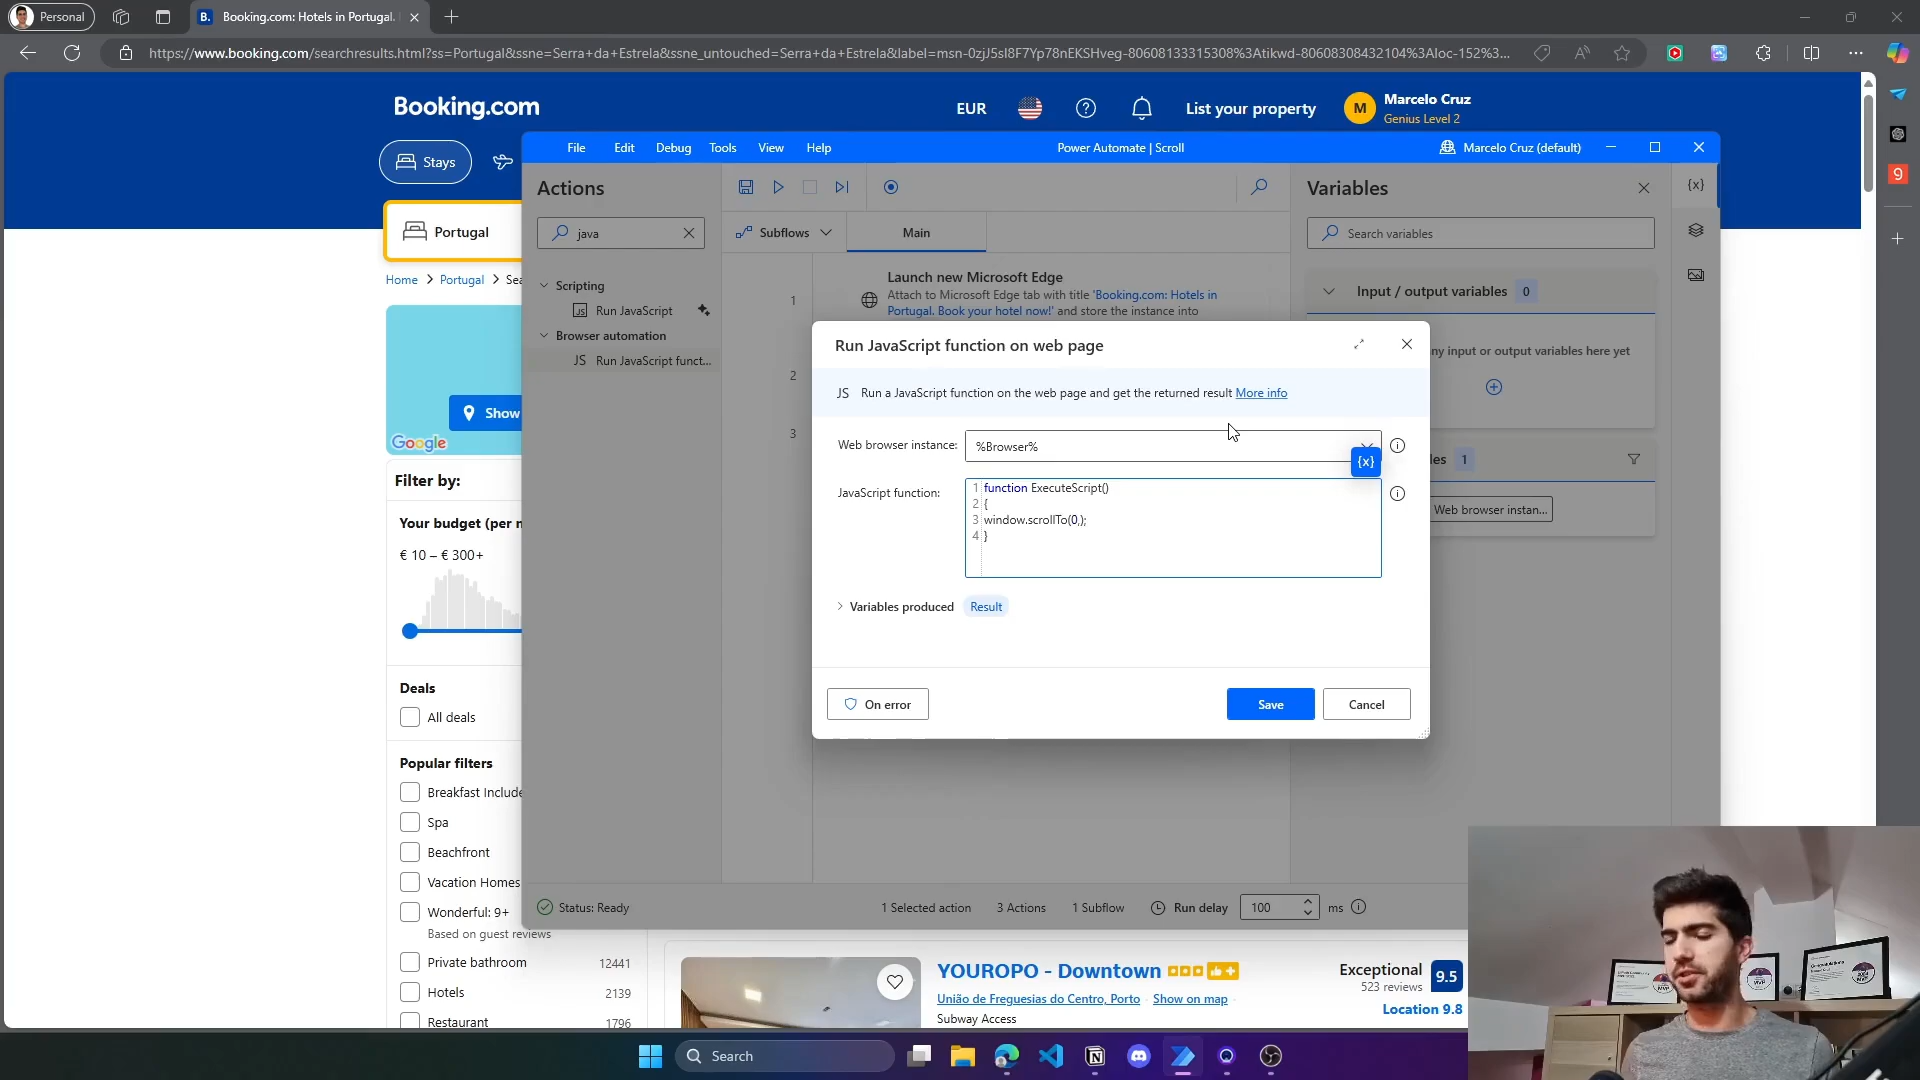 Personal
B.
Booking.com: Hotels in Portugal.
https://www.booking.com/searchresults.html?ss=Portugal&ssne=Serra+da+Estrela&ssne_untouched=Serra+da+Estrela&label=msn-0zjJ5sI8F7Yp78nEKSHveg-80608133315308%3Atikwd-80608308432104%3Aloc-152%3...
Booking.com
EUR
List your property
M
Marcelo Cruz
Genius Level 2
Stays
Portugal
Home > Portugal > Sea
Show
Google
Filter by:
Your budget (per n
€ 10 – € 300+
Deals
All deals
Popular filters
Breakfast Include
Spa
Beachfront
Vacation Homes
Wonderful: 9+
Based on guest reviews
Private bathroom 12441
Hotels 2139
Restaurant 1796
File Edit Debug Tools View Help
Power Automate | Scroll
Marcelo Cruz (default)
Actions
java
Scripting
JS Run JavaScript
Browser automation
JS Run JavaScript funct...
Subflows
Main
1
Launch new Microsoft Edge
Attach to Microsoft Edge tab with title 'Booking.com: Hotels in
Portugal. Book your hotel now!' and store the instance into
2
3
Variables
{x}
Search variables
Input / output variables 0
ny input or output variables here yet
les 1
Web browser instan...
Run JavaScript function on web page
JS Run a JavaScript function on the web page and get the returned result More info
Web browser instance: %Browser%
{x}
JavaScript function:
1 function ExecuteScript()
2 {
3 window.scrollTo(0,);
4 }
Variables produced Result
On error
Save
Cancel
Status: Ready
1 Selected action
3 Actions
1 Subflow
Run delay 100 ms
YOUROPO - Downtown
União de Freguesias do Centro, Porto
Show on map
Subway Access
Exceptional
523 reviews
9.5
Location 9.8
Search
9
MVP